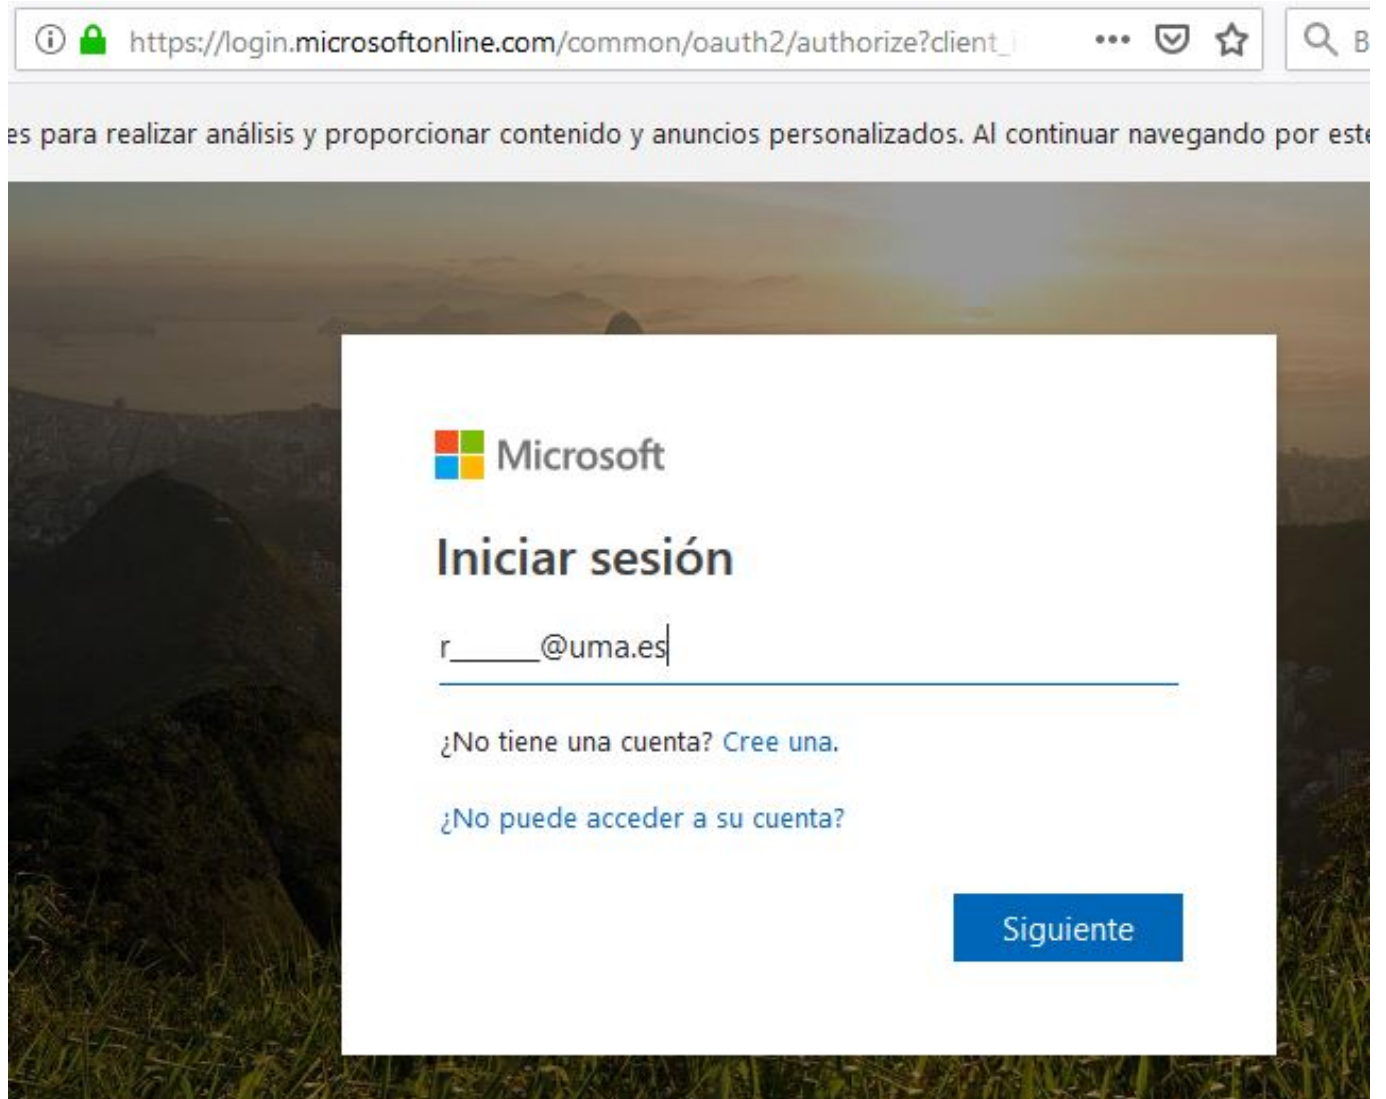 https://login.microsoftonline.com/common/oauth2/authorize?client_
es para realizar análisis y proporcionar contenido y anuncios personalizados. Al continuar navegando por este
Microsoft
Iniciar sesión
r______@uma.es
¿No tiene una cuenta? Cree una.
¿No puede acceder a su cuenta?
Siguiente